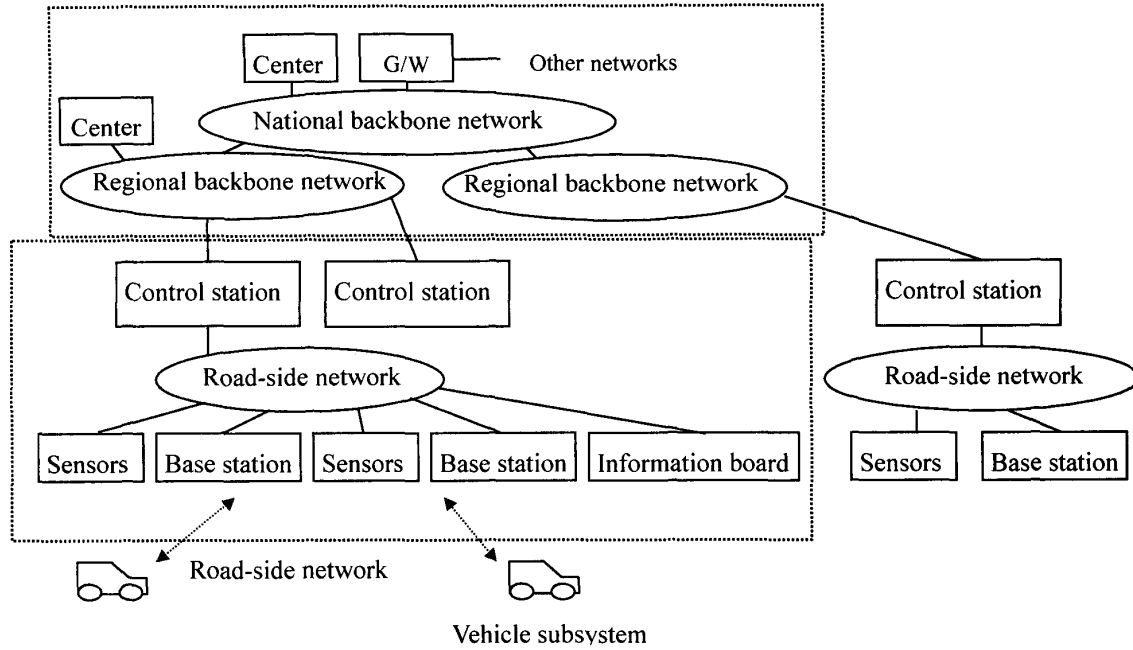 Center
G/W
Other networks
Center
National backbone network
Regional backbone network
Regional backbone network
Control station
Control station
Control station
Road-side network
Road-side network
Sensors
Base station
Sensors
Base station
Information board
Sensors
Base station
Road-side network
Vehicle subsystem